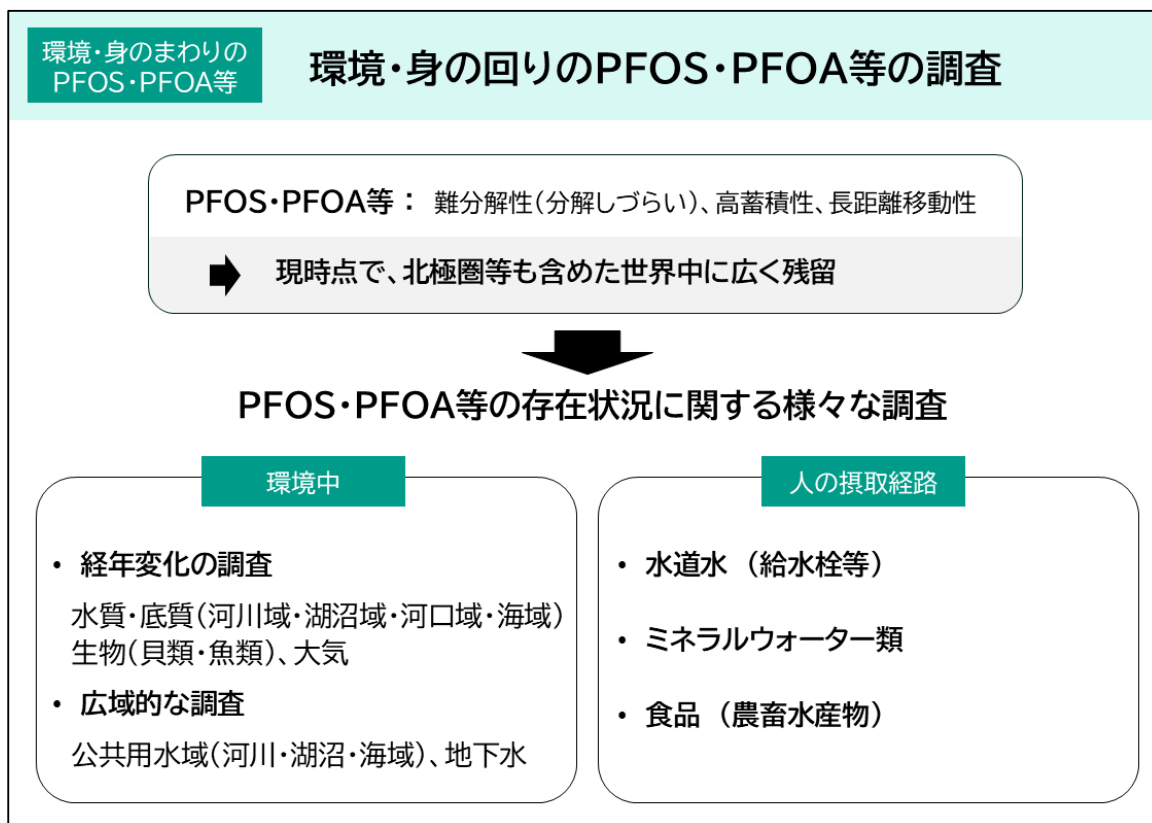 環境・身のまわりの
PFOS・PFOA等
環境・身の回りのPFOS・PFOA等の調査
PFOS・PFOA等： 難分解性（分解しづらい）、高蓄積性、長距離移動性
現時点で、北極圏等も含めた世界中に広く残留
PFOS・PFOA等の存在状況に関する様々な調査
環境中
・ 経年変化の調査
水質・底質（河川域・湖沼域・河口域・海域）
生物（貝類・魚類）、大気
・ 広域的な調査
公共用水域（河川・湖沼・海域）、地下水
人の摂取経路
・ 水道水 （給水栓等）
・ ミネラルウォーター類
・ 食品 （農畜水産物）